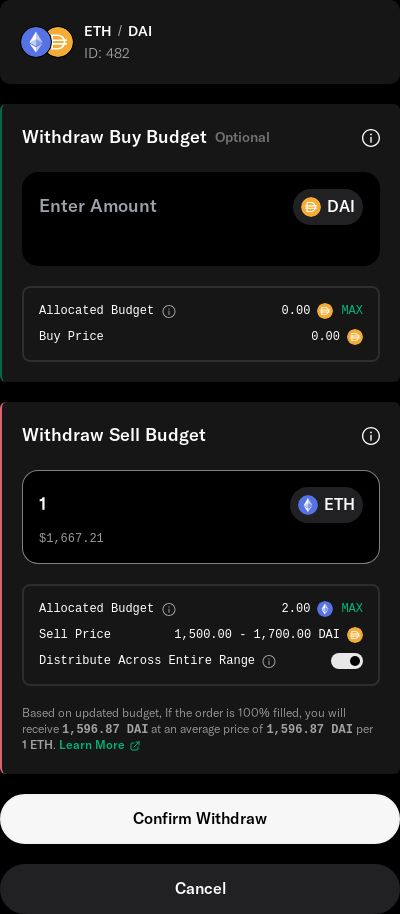 ETH / DAI
ID: 482
Withdraw Buy Budget Optional
Enter Amount DAI
Allocated Budget 0.00 MAX
Buy Price 0.00
Withdraw Sell Budget
1 ETH
$1,667.21
Allocated Budget 2.00 MAX
Sell Price 1,500.00 - 1,700.00 DAI
Distribute Across Entire Range
Based on updated budget, If the order is 100% filled, you will
receive 1,596.87 DAI at an average price of 1,596.87 DAI per
1 ETH. Learn More
Confirm Withdraw
Cancel